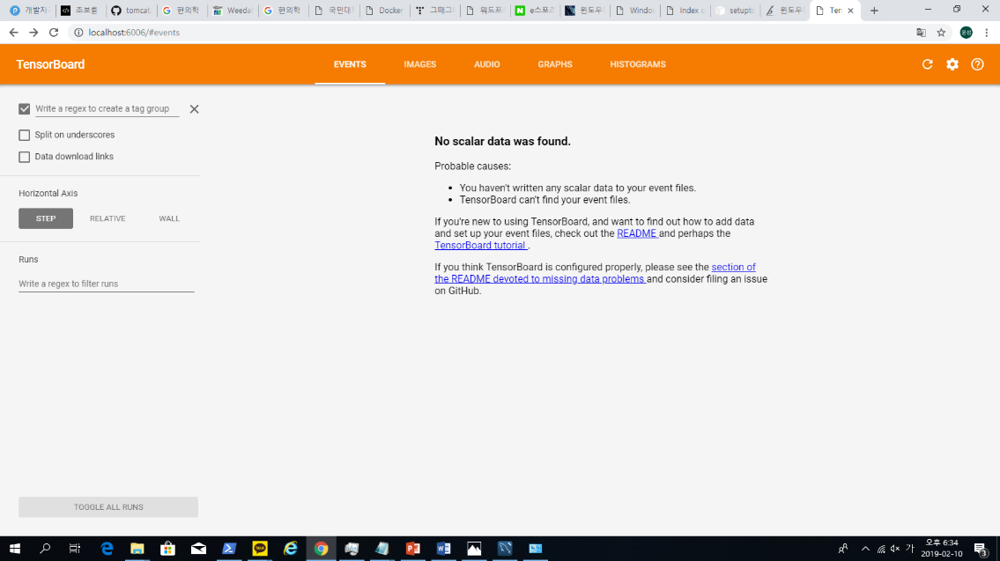 개발자
초보를
tomcat
한의학
Weedal
한의학
국민대
Docker
그때그
워드프
e스포
윈도우
Windo
Index o
setupto
윈도우
Ten
localhost:6006/#events
TensorBoard
EVENTS
IMAGES
AUDIO
GRAPHS
HISTOGRAMS
Write a regex to create a tag group
Split on underscores
Data download links
Horizontal Axis
STEP
RELATIVE
WALL
Runs
Write a regex to filter runs
TOGGLE ALL RUNS
No scalar data was found.
Probable causes:
You haven't written any scalar data to your event files.
TensorBoard can't find your event files.
If you're new to using TensorBoard, and want to find out how to add data
and set up your event files, check out the README and perhaps the
TensorBoard tutorial .
If you think TensorBoard is configured properly, please see the section of
the README devoted to missing data problems and consider filing an issue
on GitHub.
TALK
가
오후 6:34
2019-02-10
3